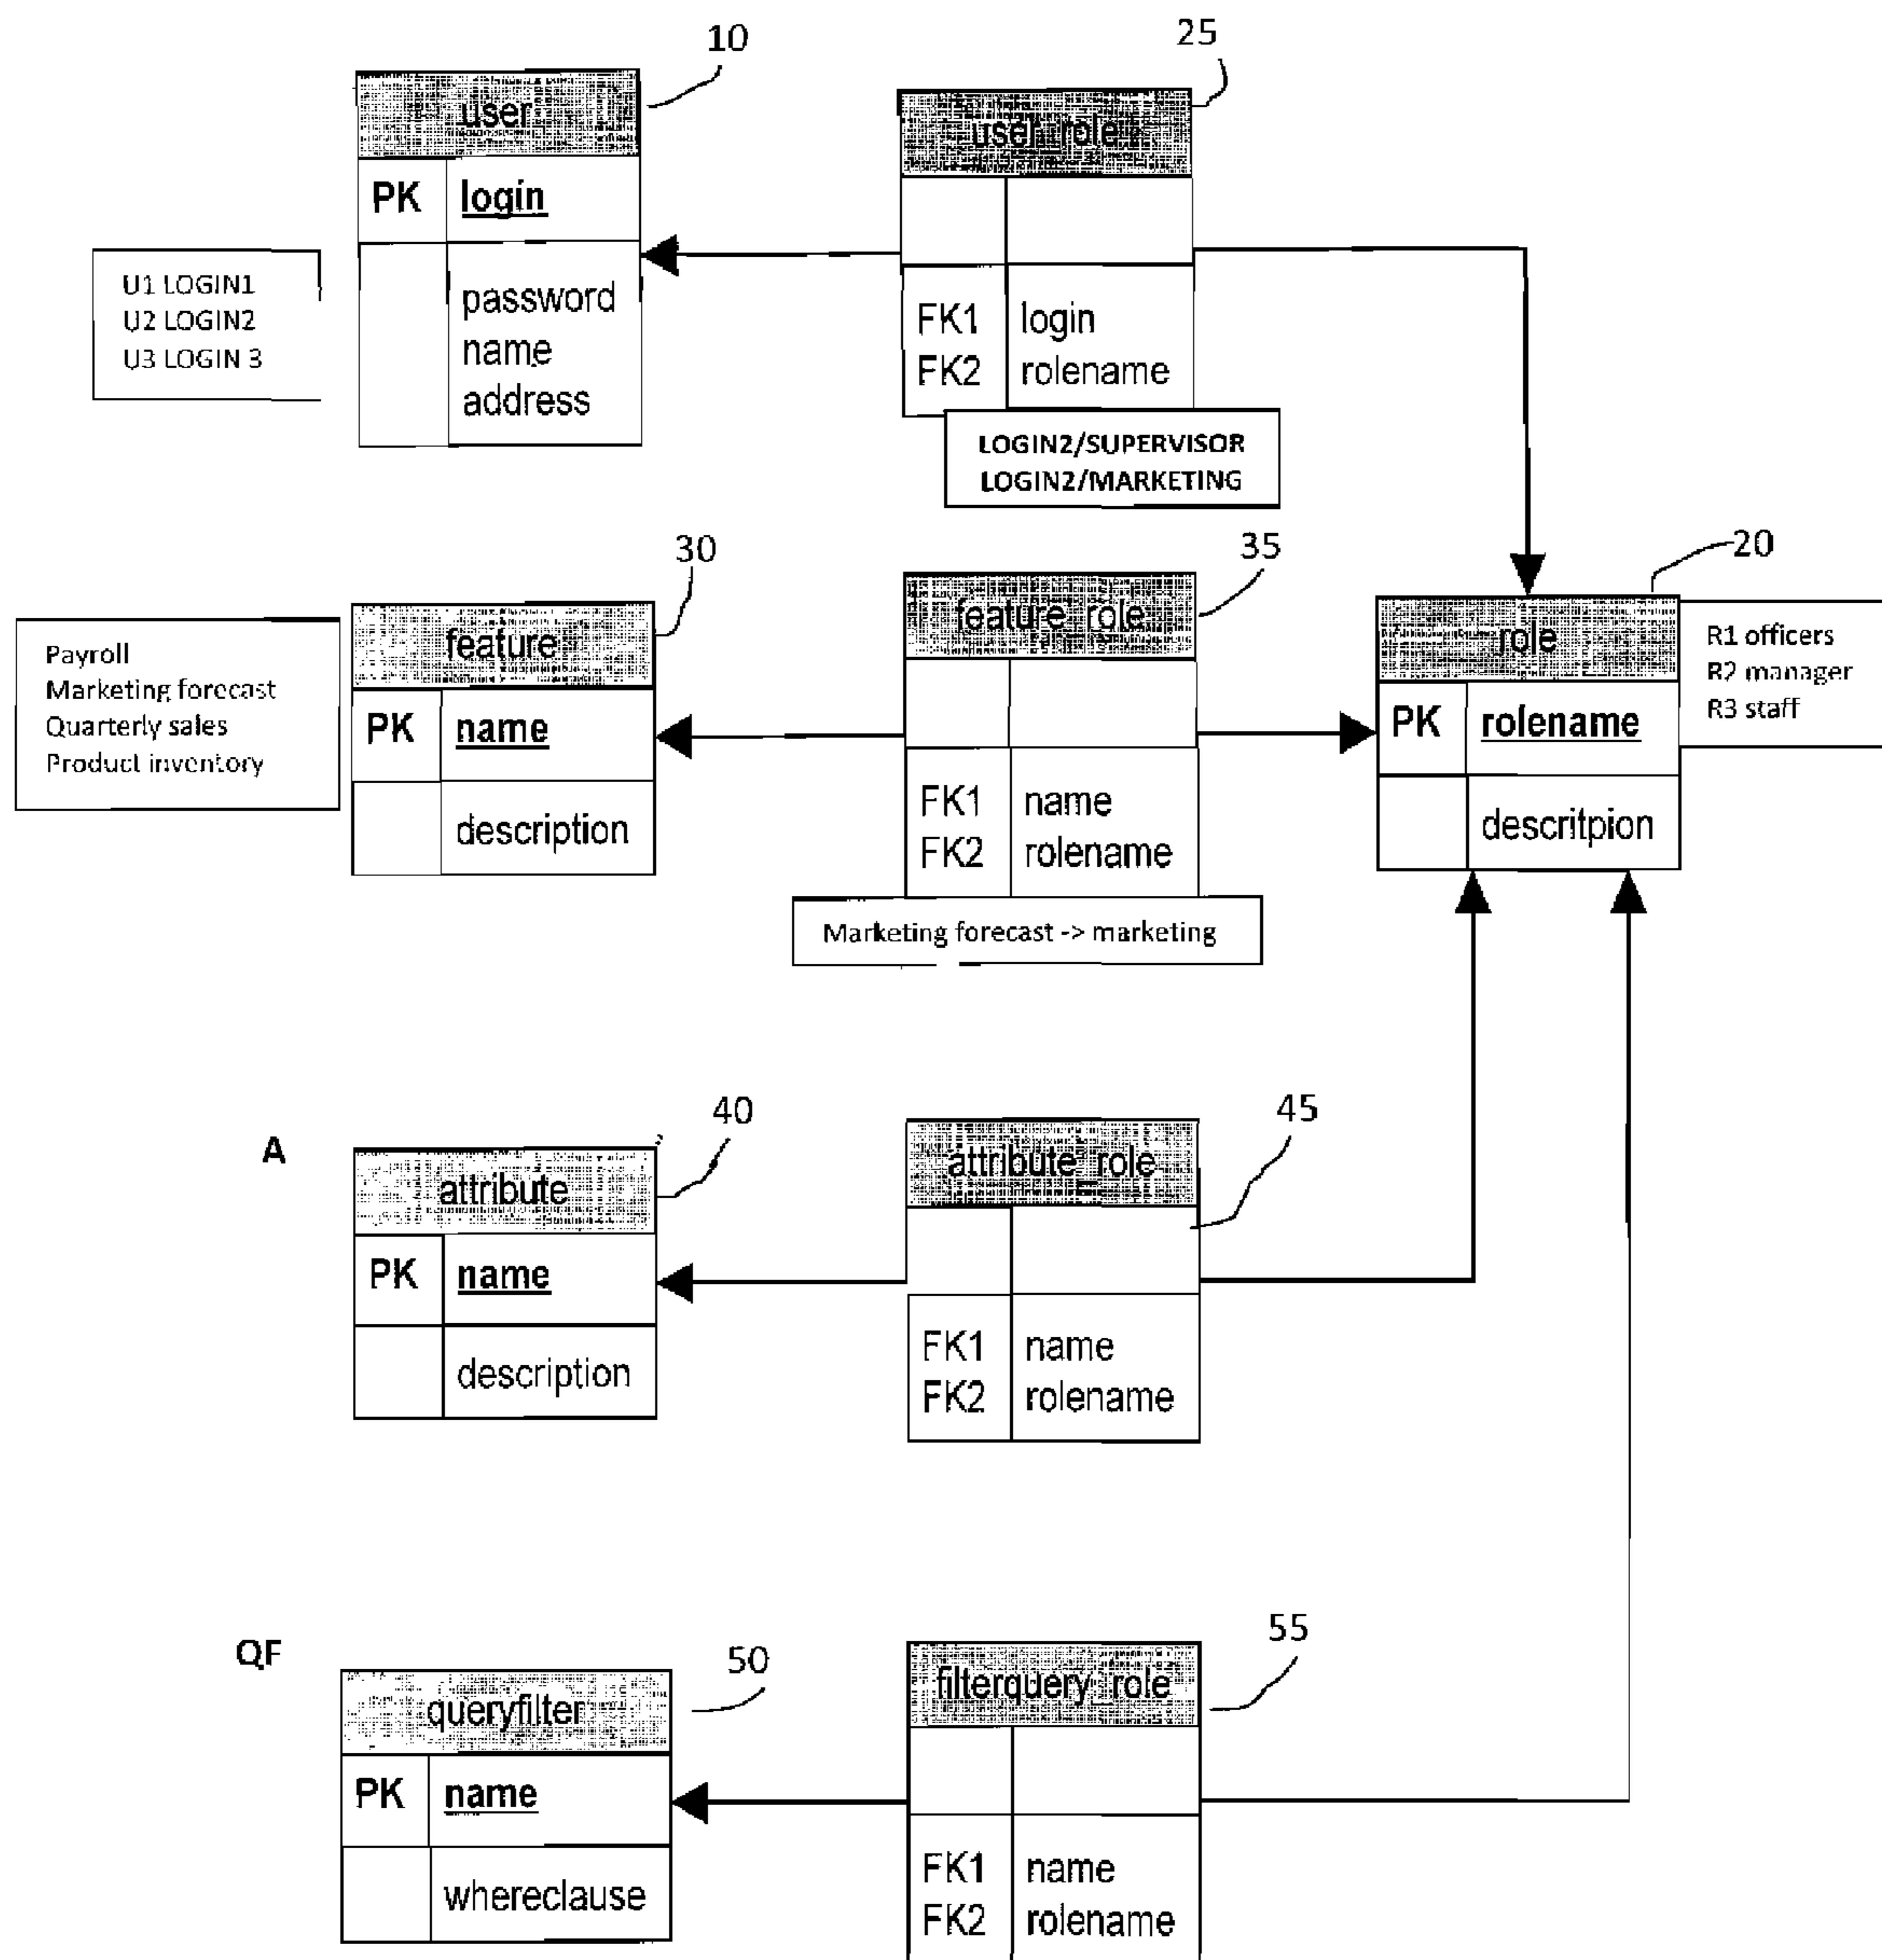 10
user
PK login
password
name
address
U1 LOGIN1
U2 LOGIN2
U3 LOGIN 3
25
user_role
FK1 login
FK2 rolename
LOGIN2/SUPERVISOR
LOGIN2/MARKETING
30
feature
PK name
description
Payroll
Marketing forecast
Quarterly sales
Product inventory
35
feature_role
FK1 name
FK2 rolename
Marketing forecast -> marketing
20
role
PK rolename
descritpion
R1 officers
R2 manager
R3 staff
A
40
attribute
PK name
description
45
attribute_role
FK1 name
FK2 rolename
QF
50
queryfilter
PK name
whereclause
55
filterquery_role
FK1 name
FK2 rolename